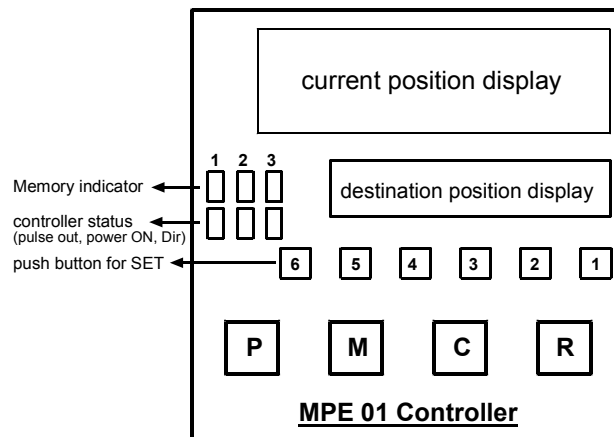 current position display
1 2 3
Memory indicator
destination position display
controller status
(pulse out, power ON, Dir)
push button for SET
6 5 4 3 2 1
P M C R
MPE 01 Controller